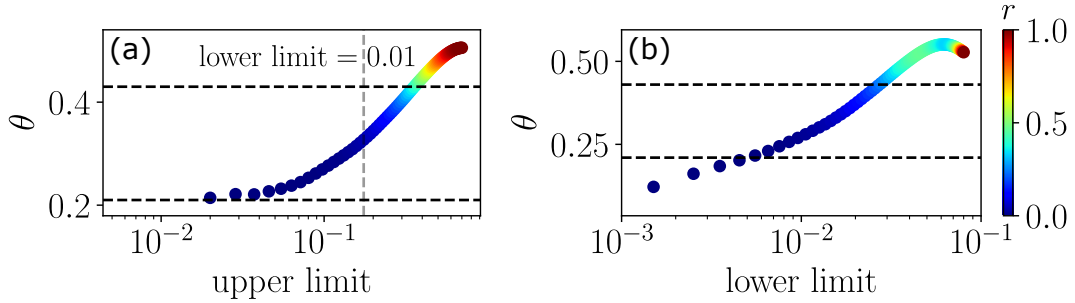 (a)
lower limit = 0.01
θ
0.4
0.2
10⁻²
10⁻¹
upper limit
(b)
θ
0.50
0.25
10⁻³
10⁻²
10⁻¹
lower limit
r
1.0
0.5
0.0